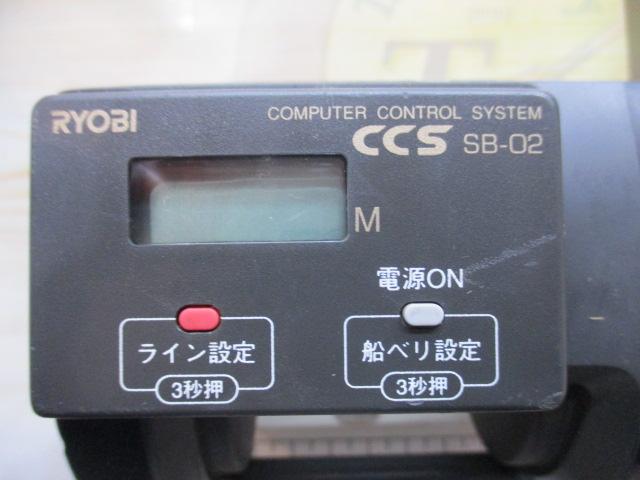 RYOBI
COMPUTER CONTROL SYSTEM
CCS SB-02
M
電源ON
ライン設定
3秒押
船べリ設定
3秒押